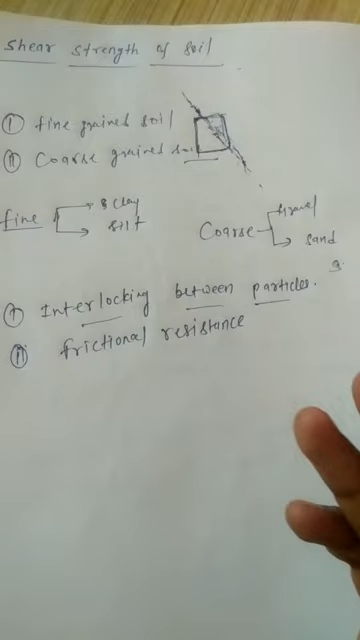 Shear Strength of Soil
I fine grained soil
II Coarse grained
fine
clay
silt
Coarse
Gravel
sand
I Interlocking between particles.
II frictional resistance